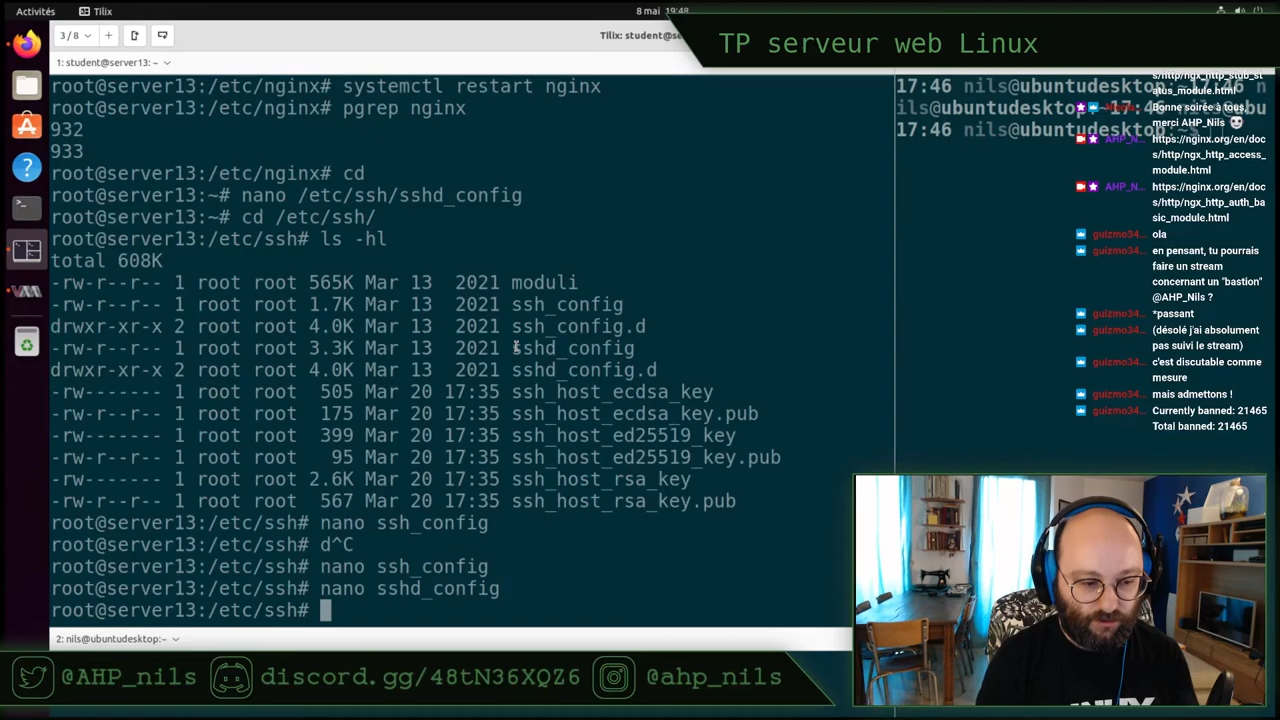 Activités
Tilix
8 mai 19:48
3/8
Tilix: student@se
TP serveur web Linux
1: student@server13: ~
root@server13:/etc/nginx# systemctl restart nginx
root@server13:/etc/nginx# pgrep nginx
932
933
root@server13:/etc/nginx# cd
root@server13:~# nano /etc/ssh/sshd_config
root@server13:~# cd /etc/ssh/
root@server13:/etc/ssh# ls -hl
total 608K
-rw-r--r-- 1 root root 565K Mar 13 2021 moduli
-rw-r--r-- 1 root root 1.7K Mar 13 2021 ssh_config
drwxr-xr-x 2 root root 4.0K Mar 13 2021 ssh_config.d
-rw-r--r-- 1 root root 3.3K Mar 13 2021 sshd_config
drwxr-xr-x 2 root root 4.0K Mar 13 2021 sshd_config.d
-rw------- 1 root root 505 Mar 20 17:35 ssh_host_ecdsa_key
-rw-r--r-- 1 root root 175 Mar 20 17:35 ssh_host_ecdsa_key.pub
-rw------- 1 root root 399 Mar 20 17:35 ssh_host_ed25519_key
-rw-r--r-- 1 root root 95 Mar 20 17:35 ssh_host_ed25519_key.pub
-rw------- 1 root root 2.6K Mar 20 17:35 ssh_host_rsa_key
-rw-r--r-- 1 root root 567 Mar 20 17:35 ssh_host_rsa_key.pub
root@server13:/etc/ssh# nano ssh_config
root@server13:/etc/ssh# d^C
root@server13:/etc/ssh# nano ssh_config
root@server13:/etc/ssh# nano sshd_config
root@server13:/etc/ssh#
2: nils@ubuntudesktop:~
17:46 nils@ubuntudesktop:~$ 17:46 n
ils@ubuntudesktop:~$ 17:46 nils@ubu
17:46 nils@ubuntudesktop:~$
s/http/ngx_http_stub_st
atus_module.html
Bonne soirée à tous,
merci AHP_Nils
AHP_N... https://nginx.org/en/doc
s/http/ngx_http_access_
module.html
AHP_N... https://nginx.org/en/doc
s/http/ngx_http_auth_ba
sic_module.html
guizmo34... ola
guizmo34... en pensant, tu pourrais
faire un stream
concernant un "bastion"
@AHP_Nils ?
guizmo34... *passant
guizmo34... (désolé j'ai absolument
pas suivi le stream)
guizmo34... c'est discutable comme
mesure
guizmo34... mais admettons !
guizmo34... Currently banned: 21465
Total banned: 21465
@AHP_nils
discord.gg/48tN36XQZ6
@ahp_nils